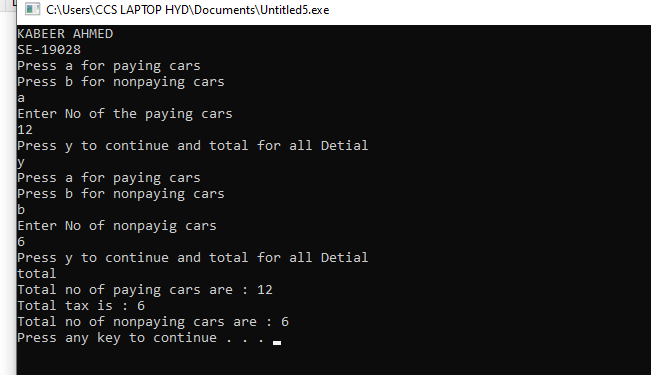 C:\Users\CCS LAPTOP HYD\Documents\Untitled5.exe
KABEER AHMED
SE-19028
Press a for paying cars
Press b for nonpaying cars
a
Enter No of the paying cars
12
Press y to continue and total for all Detial
y
Press a for paying cars
Press b for nonpaying cars
b
Enter No of nonpayig cars
6
Press y to continue and total for all Detial
total
Total no of paying cars are : 12
Total tax is : 6
Total no of nonpaying cars are : 6
Press any key to continue . . .